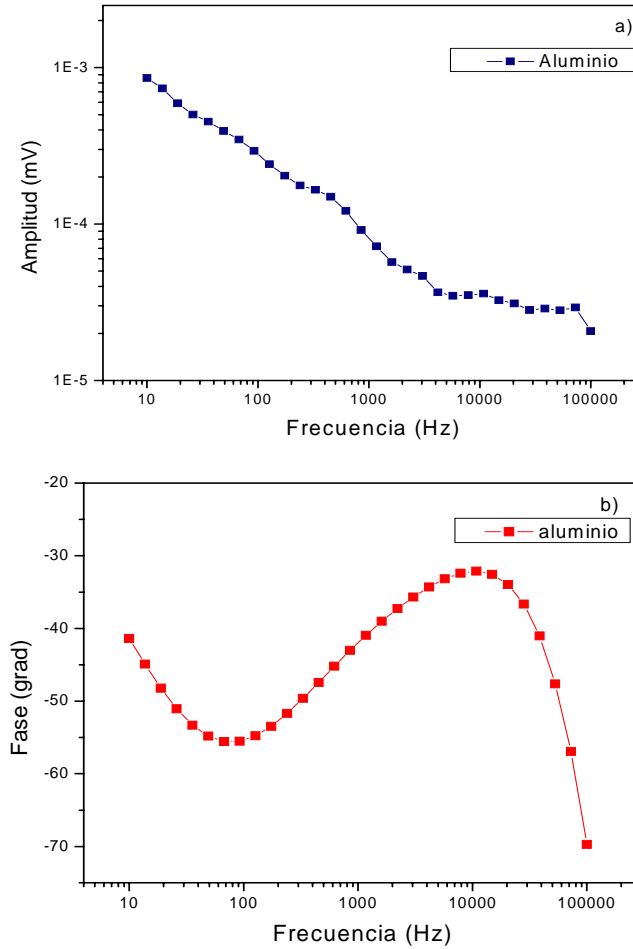 a)
Aluminio
1E-3
1E-4
1E-5
Amplitud (mV)
10 100 1000 10000 100000
Frecuencia (Hz)
b)
aluminio
-20
-30
-40
-50
-60
-70
Fase (grad)
10 100 1000 10000 100000
Frecuencia (Hz)